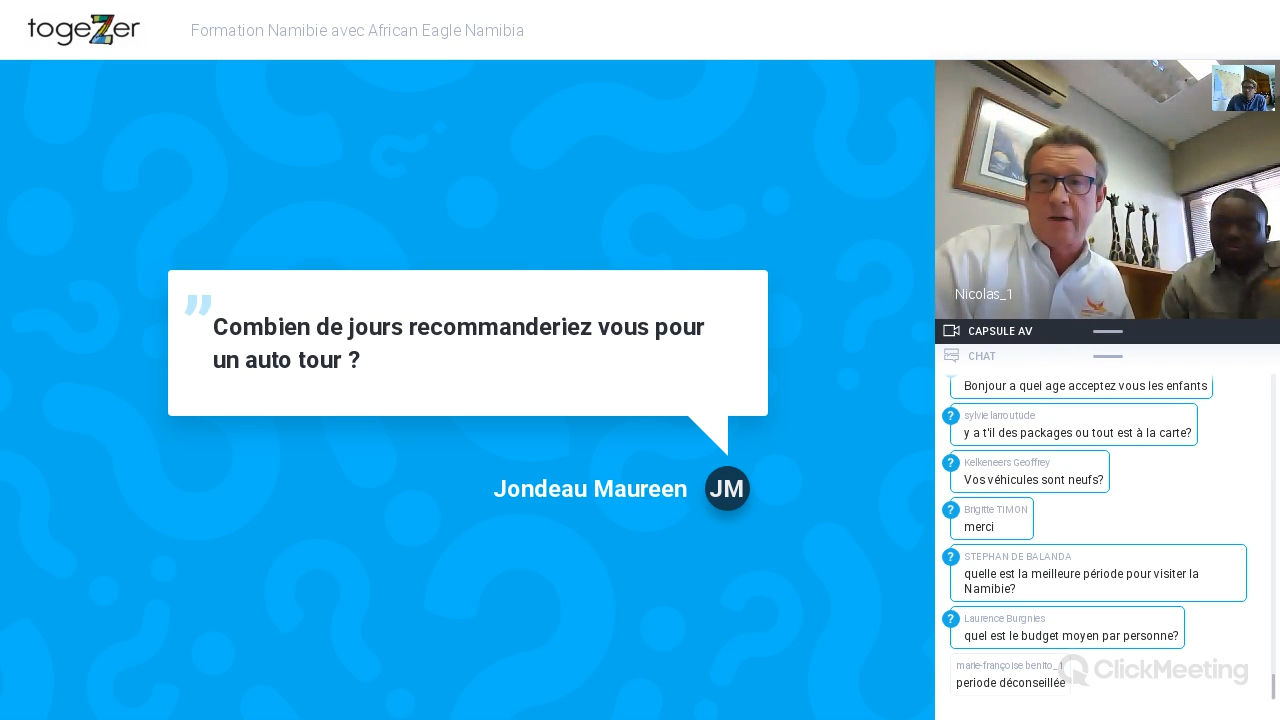 togeZzer
Formation Namibie avec African Eagle Namibia
Combien de jours recommanderiez vous pour
un auto tour ?
Jondeau Maureen
JM
Nicolas_1
CAPSULE AV
CHAT
Bonjour a quel age acceptez vous les enfants
?
sylvie larroutude
y a t'il des packages ou tout est à la carte?
?
Kelkeneers Geoffrey
Vos véhicules sont neufs?
?
Brigitte TIMON
merci
?
STEPHAN DE BALANDA
quelle est la meilleure période pour visiter la
Namibie?
?
Laurence Burgnies
quel est le budget moyen par personne?
marie-françoise benito_1
periode déconseillée
ClickMeeting